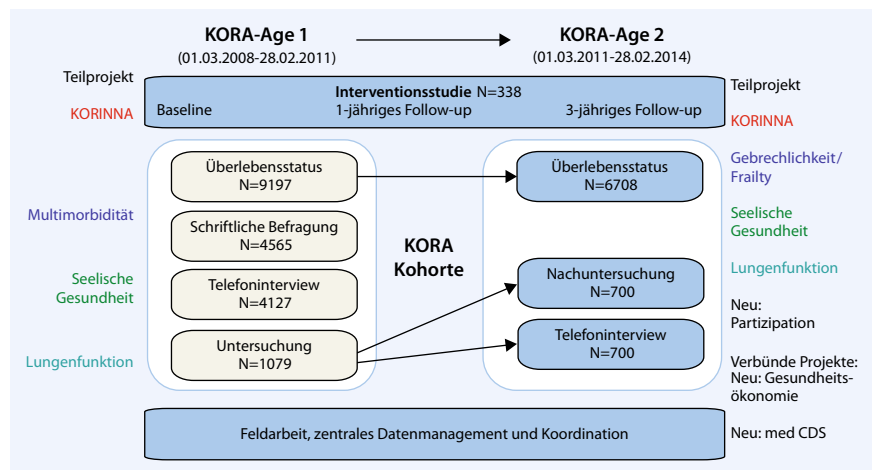 KORA-Age 1
(01.03.2008-28.02.2011)
KORA-Age 2
(01.03.2011-28.02.2014)
Teilprojekt
KORINNA
Interventionsstudie N=338
Baseline
1-jähriges Follow-up
3-jähriges Follow-up
Teilprojekt
KORINNA
Multimorbidität
Seelische
Gesundheit
Lungenfunktion
Überlebensstatus
N=9197
Schriftliche Befragung
N=4565
Telefoninterview
N=4127
Untersuchung
N=1079
KORA
Kohorte
Überlebensstatus
N=6708
Nachuntersuchung
N=700
Telefoninterview
N=700
Gebrechlichkeit/
Frailty
Seelische
Gesundheit
Lungenfunktion
Neu:
Partizipation
Verbünde Projekte:
Neu: Gesundheits-
ökonomie
Neu: med CDS
Feldarbeit, zentrales Datenmanagement und Koordination